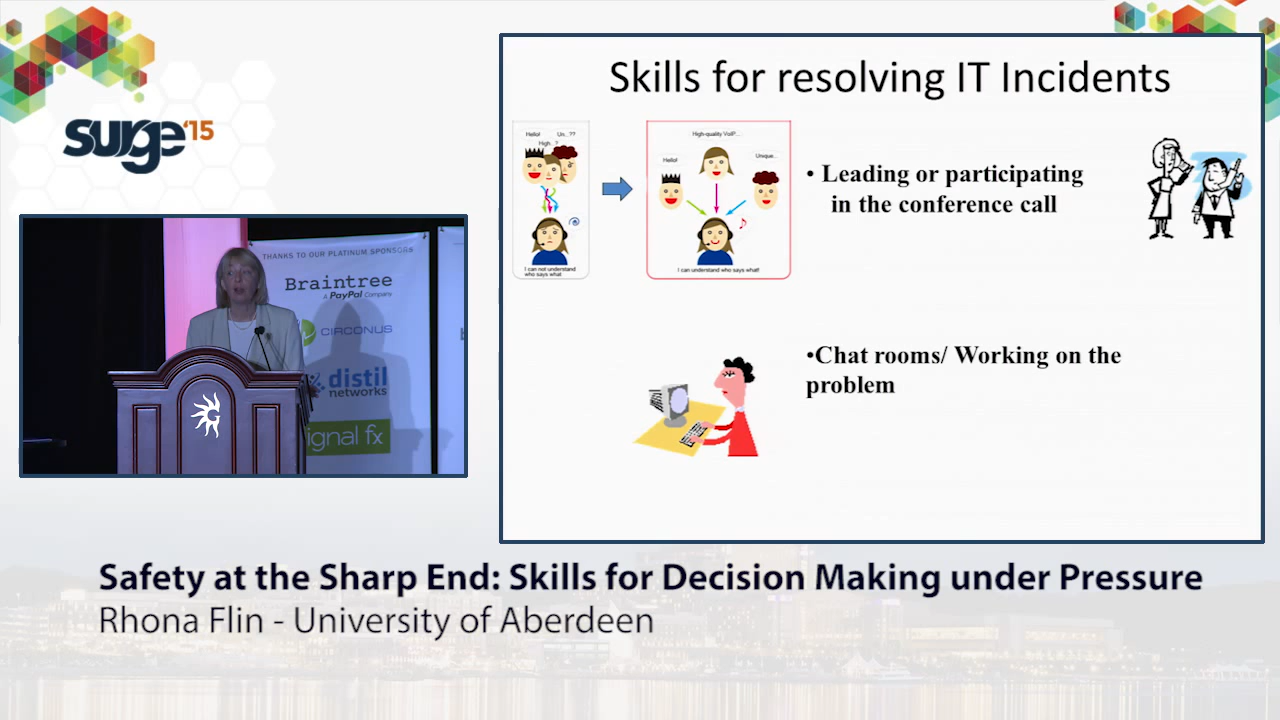 surge '15
THANKS TO OUR PLATINUM SPONSORS
Braintree
A PayPal Company
CIRCONUS
distil
networks
ignal fx
Skills for resolving IT Incidents
Hello!
Un...??
High...?
I can not understand
who says what
High-quality VoIP...
Hello!
Unique...
I can understand who says what!
• Leading or participating
in the conference call
•Chat rooms/ Working on the
problem
Safety at the Sharp End: Skills for Decision Making under Pressure
Rhona Flin - University of Aberdeen